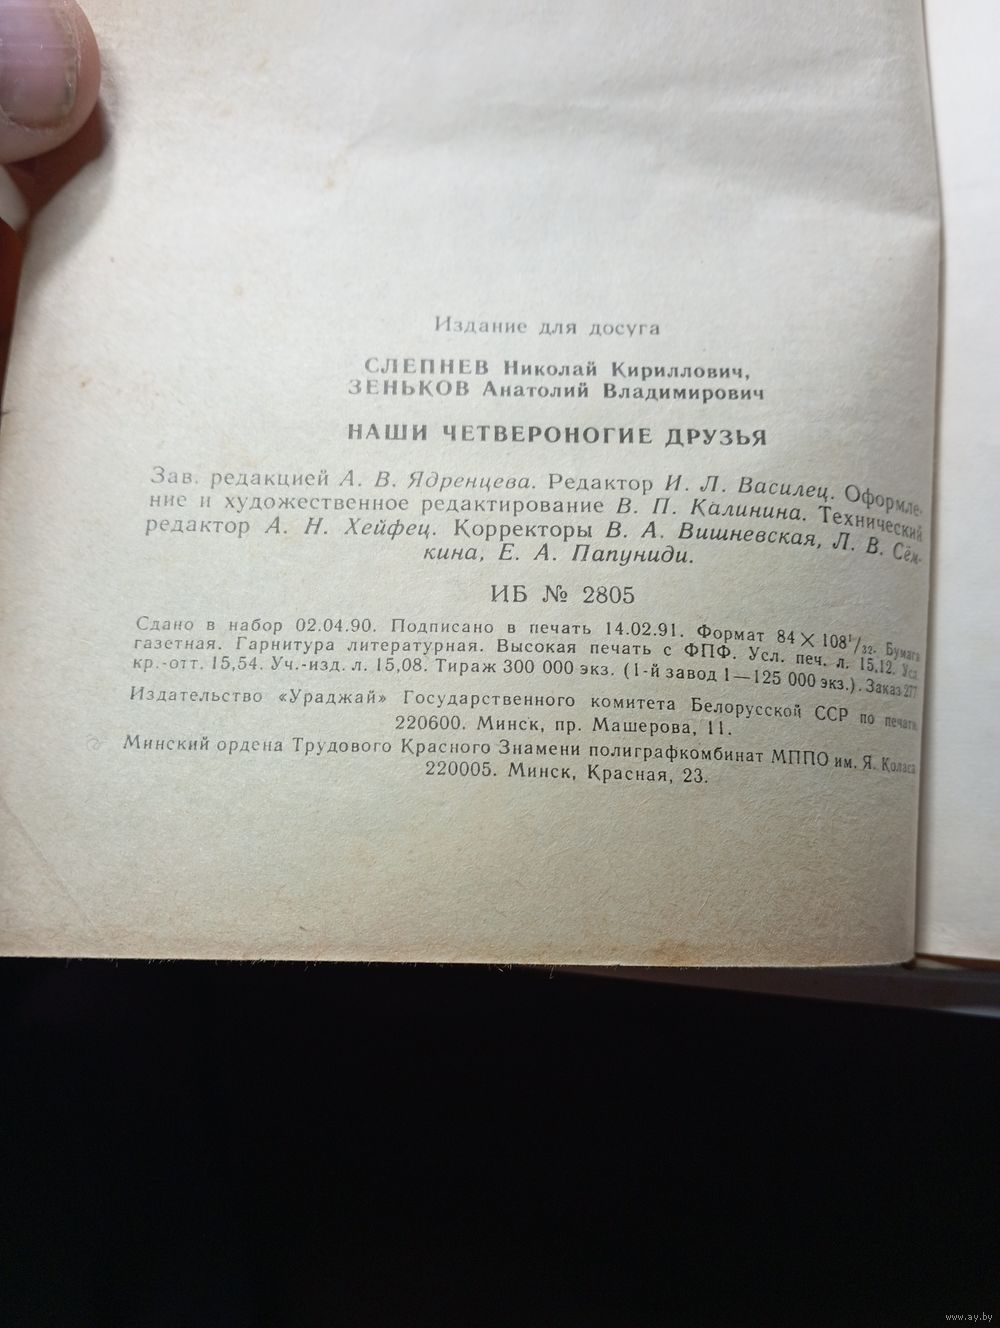 Издание для досуга
СЛЕПНЕВ Николай Кириллович,
ЗЕНЬКОВ Анатолий Владимирович
НАШИ ЧЕТВЕРОНОГИЕ ДРУЗЬЯ
Зав. редакцией А. В. Ядренцева. Редактор И. Л. Василец. Оформле-
ние и художественное редактирование В. П. Калинина. Технический
редактор А. Н. Хейфец. Корректоры В. А. Вишневская, Л. В. Сём-
кина, Е. А. Папуниди.
ИБ № 2805
Сдано в набор 02.04.90. Подписано в печать 14.02.91. Формат 84×108¹/₃₂. Бумага
газетная. Гарнитура литературная. Высокая печать с ФПФ. Усл. печ. л. 15,12. Усл.
кр.-отт. 15,54. Уч.-изд. л. 15,08. Тираж 300 000 экз. (1-й завод 1—125 000 экз.). Заказ 277
Издательство «Ураджай» Государственного комитета Белорусской ССР по печати.
220600. Минск, пр. Машерова, 11.
Минский ордена Трудового Красного Знамени полиграфкомбинат МППО им. Я. Коласа
220005. Минск, Красная, 23.
www.ay.by